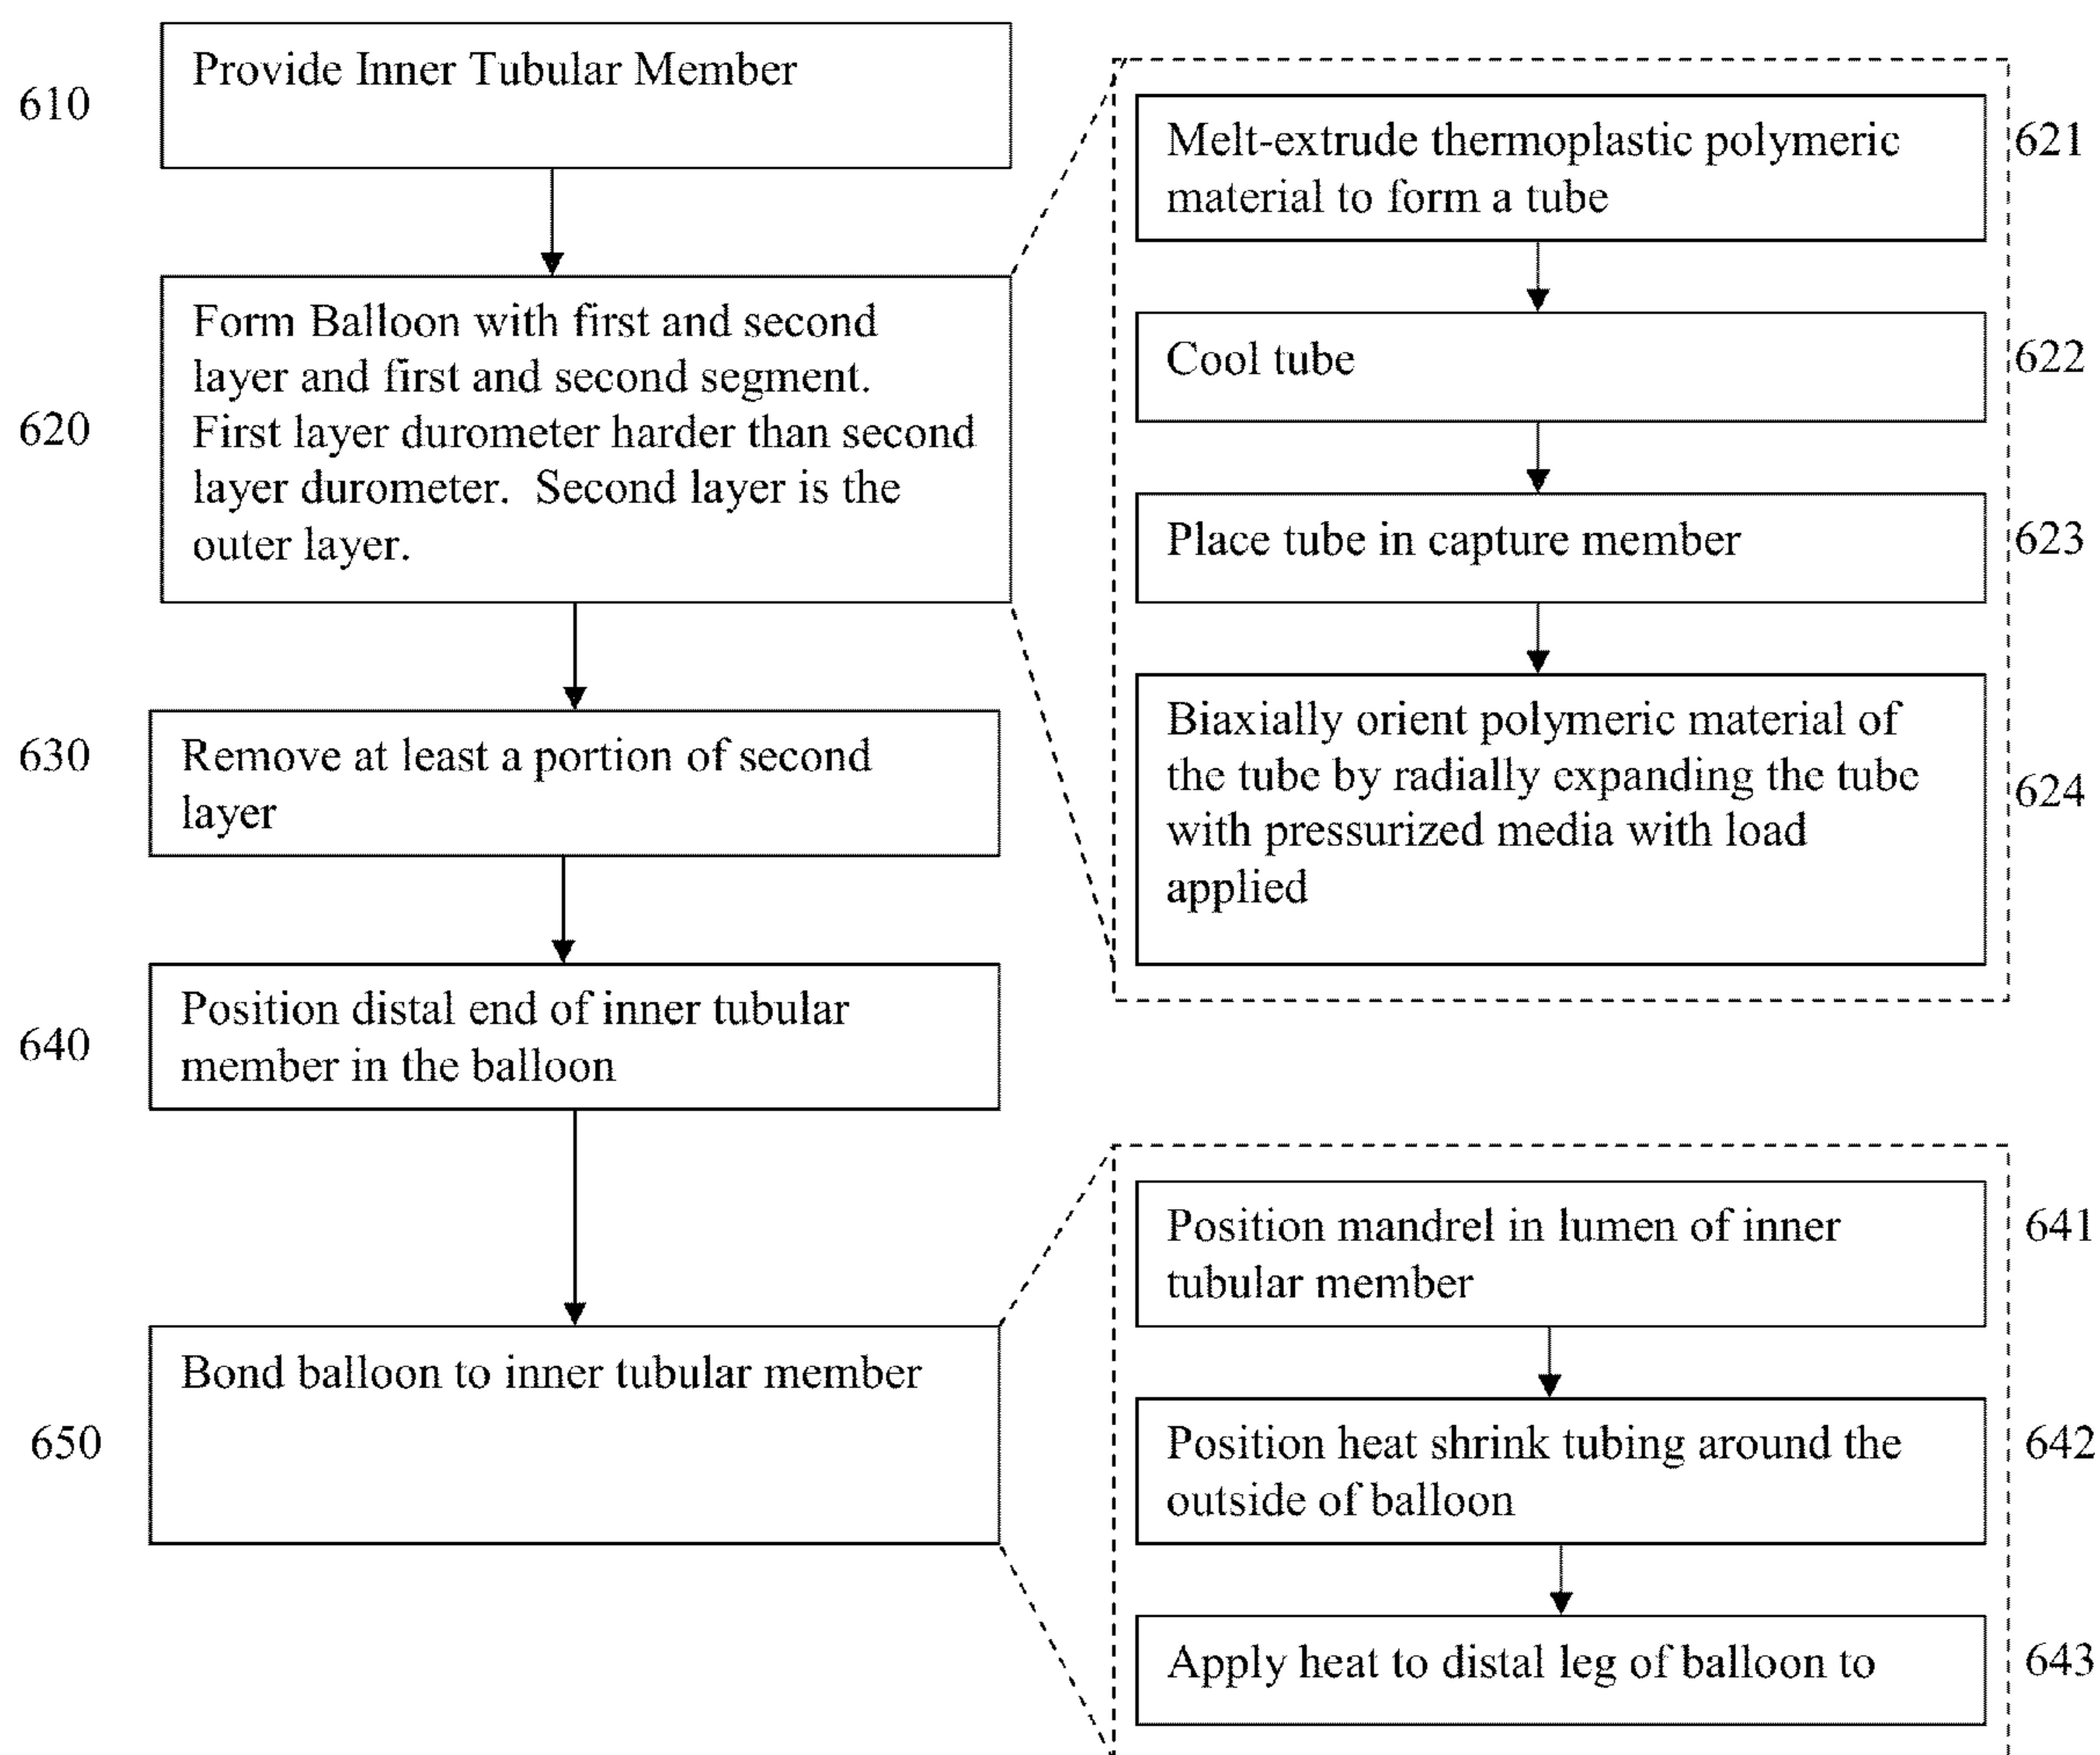 610
Provide Inner Tubular Member
620
Form Balloon with first and second
layer and first and second segment.
First layer durometer harder than second
layer durometer.  Second layer is the
outer layer.
630
Remove at least a portion of second
layer
640
Position distal end of inner tubular
member in the balloon
650
Bond balloon to inner tubular member
Melt-extrude thermoplastic polymeric
material to form a tube
621
Cool tube
622
Place tube in capture member
623
Biaxially orient polymeric material of
the tube by radially expanding the tube
with pressurized media with load
applied
624
Position mandrel in lumen of inner
tubular member
641
Position heat shrink tubing around the
outside of balloon
642
Apply heat to distal leg of balloon to
643